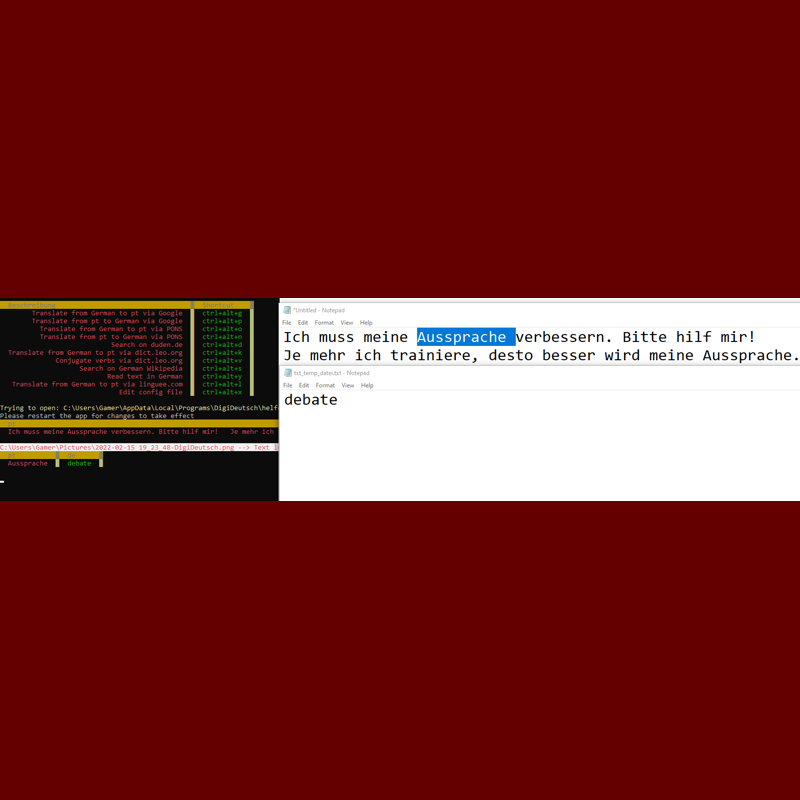 Beschreibung Shortcut
Translate from German to pt via Google ctrl+alt+g
Translate from pt to German via Google ctrl+alt+p
Translate from German to pt via PONS ctrl+alt+o
Translate from pt to German via PONS ctrl+alt+n
Search on duden.de ctrl+alt+d
Translate from German to pt via dict.leo.org ctrl+alt+k
Conjugate verbs via dict.leo.org ctrl+alt+v
Search on German Wikipedia ctrl+alt+s
Read text in German ctrl+alt+y
Translate from German to pt via linguee.com ctrl+alt+l
Edit config file ctrl+alt+x
Trying to open: C:\Users\Gamer\AppData\Local\Programs\DigiDeutsch\helf
Please restart the app for changes to take effect
Ich muss meine Aussprache verbessern. Bitte hilf mir! Je mehr ich
C:\Users\Gamer\Pictures\2022-02-15 19_23_48-DigiDeutsch.png --> Text
Aussprache debate
*Untitled - Notepad
File Edit Format View Help
Ich muss meine Aussprache verbessern. Bitte hilf mir!
Je mehr ich trainiere, desto besser wird meine Aussprache.
txt_temp_datei.txt - Notepad
File Edit Format View Help
debate